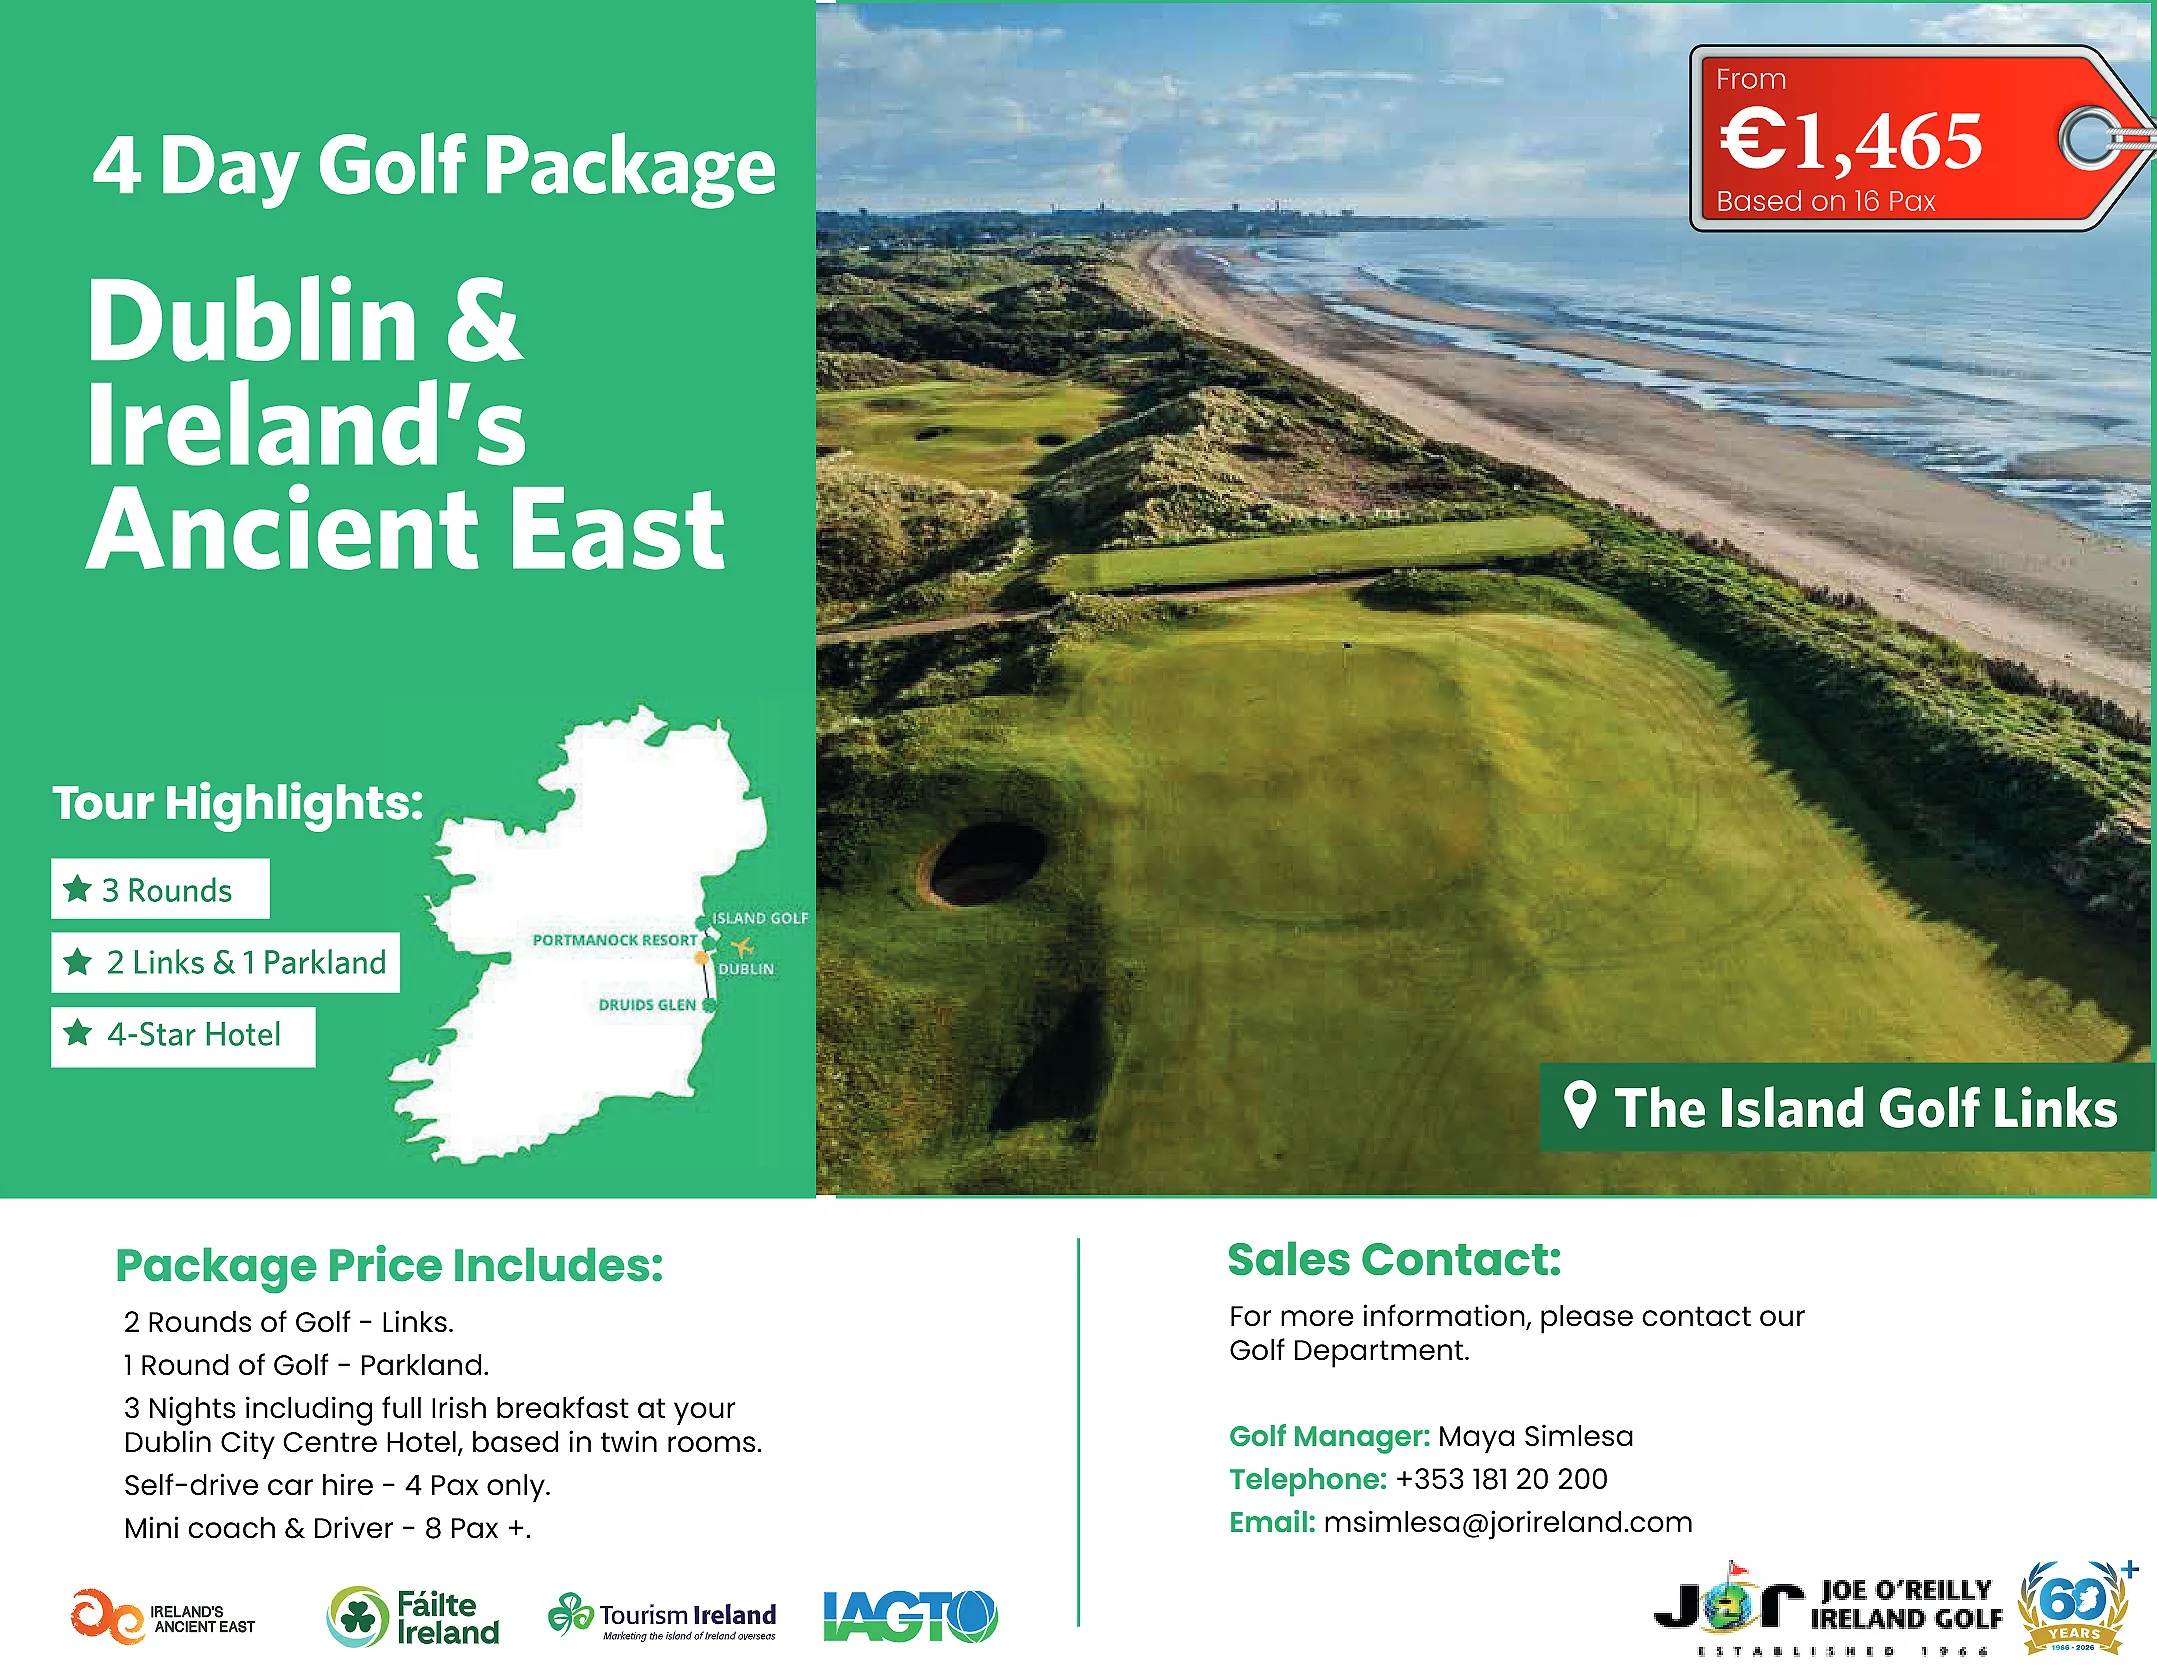 4 Day Golf Package
Dublin &
Ireland's
Ancient East
From
€1,465
Based on 16 Pax
Tour Highlights:
★ 3 Rounds
★ 2 Links & 1 Parkland
★ 4-Star Hotel
ISLAND GOLF
PORTMANOCK RESORT
DUBLIN
DRUIDS GLEN
The Island Golf Links
Package Price Includes:
2 Rounds of Golf - Links.
1 Round of Golf - Parkland.
3 Nights including full Irish breakfast at your
Dublin City Centre Hotel, based in twin rooms.
Self-drive car hire - 4 Pax only.
Mini coach & Driver - 8 Pax +.
Sales Contact:
For more information, please contact our
Golf Department.
Golf Manager: Maya Simlesa
Telephone: +353 181 20 200
Email: msimlesa@jorireland.com
IRELAND'S
ANCIENT EAST
Fáilte
Ireland
Tourism Ireland
Marketing the island of Ireland overseas
IAGTO
JOR
JOE O'REILLY
IRELAND GOLF
ESTABLISHED 1966
60+
YEARS
1966 - 2026